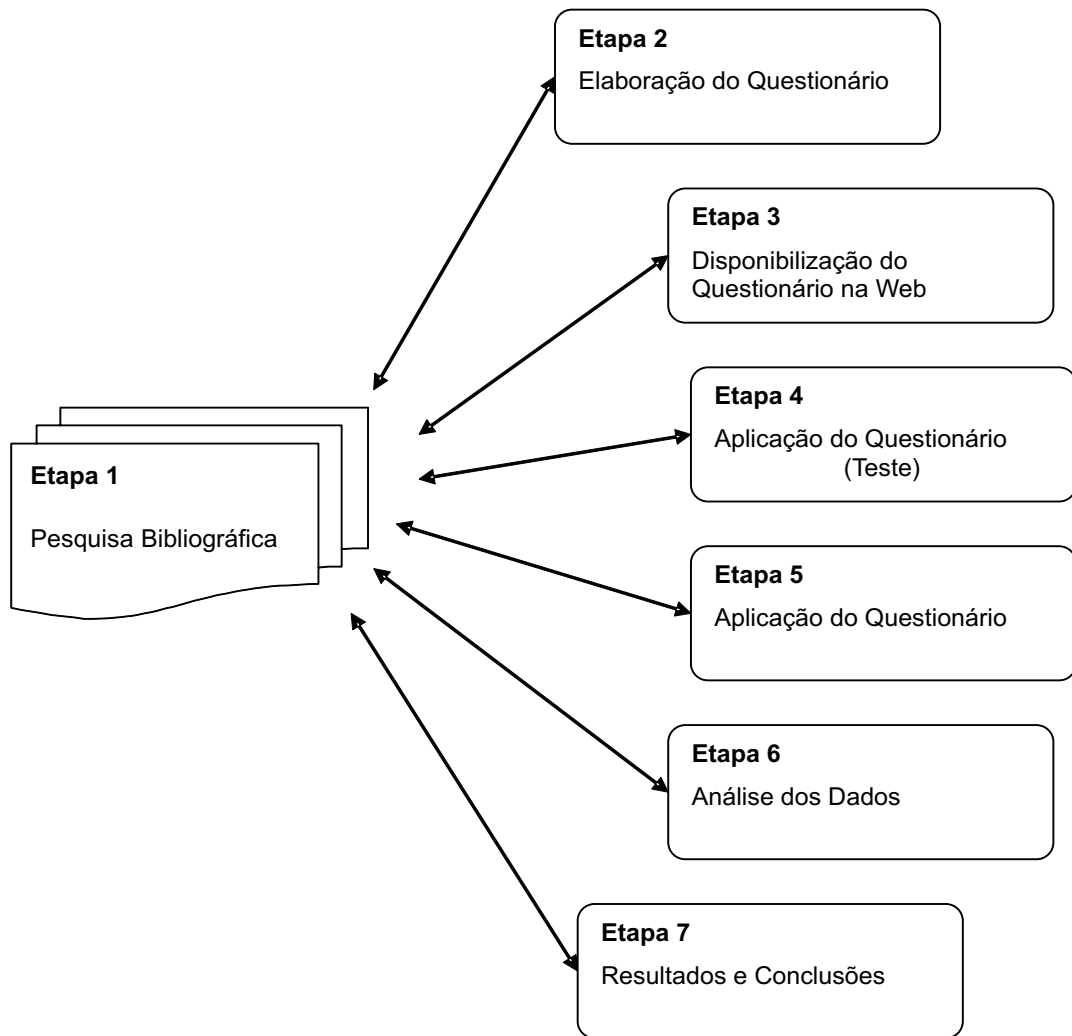 Etapa 2
Elaboração do Questionário
Etapa 3
Disponibilização do
Questionário na Web
Etapa 4
Aplicação do Questionário
(Teste)
Etapa 1
Pesquisa Bibliográfica
Etapa 5
Aplicação do Questionário
Etapa 6
Análise dos Dados
Etapa 7
Resultados e Conclusões